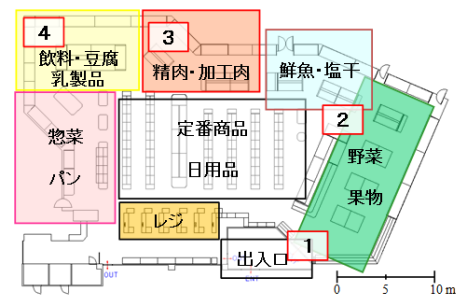 4
飲料・豆腐
乳製品
3
精肉・加工肉
鮮魚・塩干
2
野菜
果物
定番商品
日用品
惣菜
パン
レジ
1
出入口
OUT
ENT
0 5 10 m